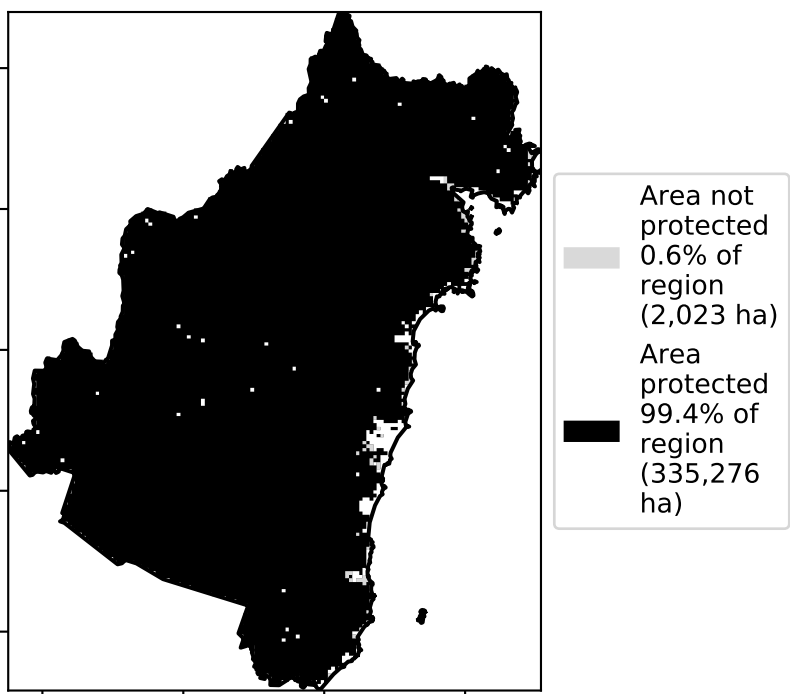 Area not
protected
0.6% of
region
(2,023 ha)
Area
protected
99.4% of
region
(335,276
ha)